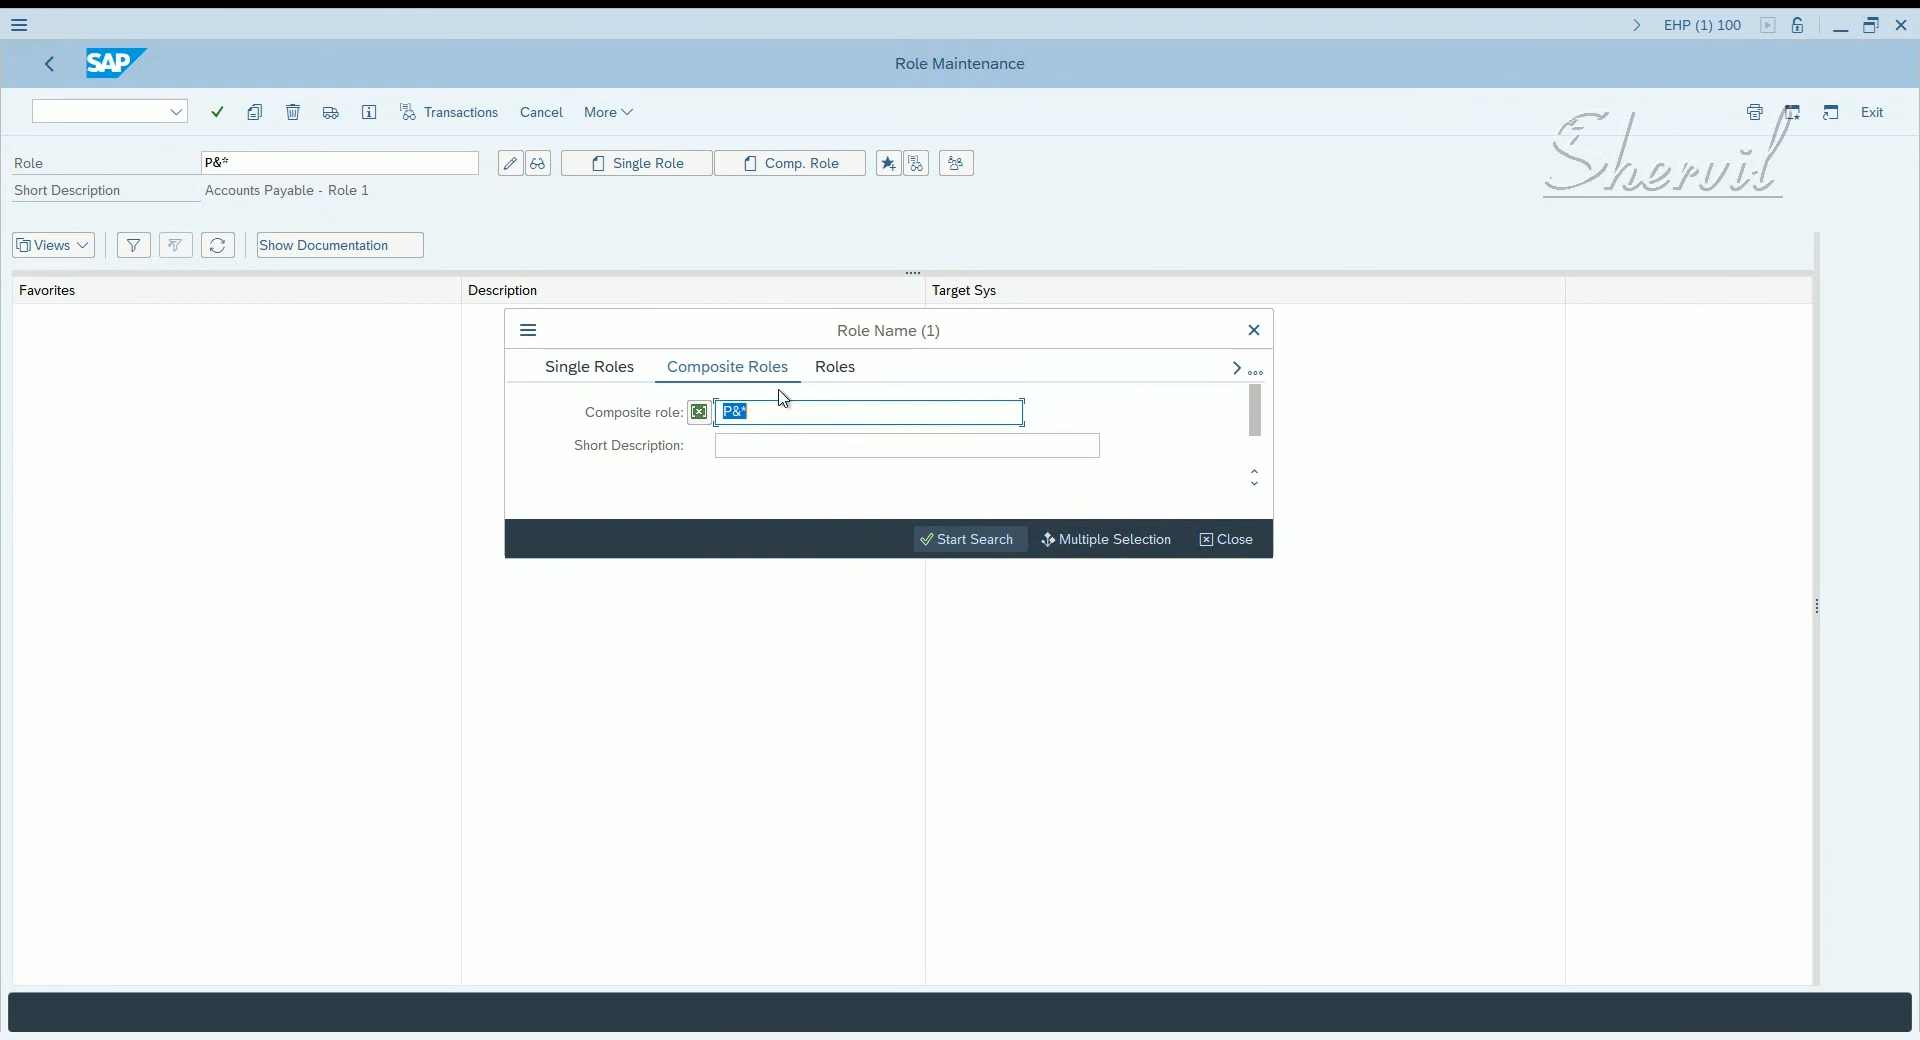 EHP (1) 100
SAP
Role Maintenance
Transactions Cancel More
Exit
Shervil
Role P&* Single Role Comp. Role
Short Description Accounts Payable - Role 1
Views Show Documentation
Favorites Description Target Sys
Role Name (1)
Single Roles Composite Roles Roles
Composite role: P&*
Short Description:
Start Search Multiple Selection Close